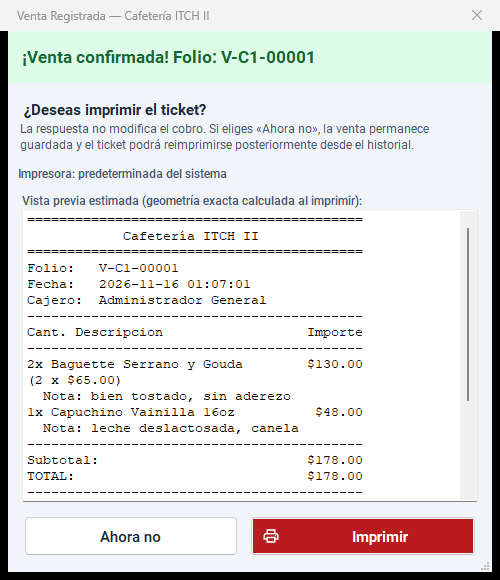 Venta Registrada — Cafetería ITCH II
¡Venta confirmada! Folio: V-C1-00001
¿Deseas imprimir el ticket?
La respuesta no modifica el cobro. Si eliges «Ahora no», la venta permanece
guardada y el ticket podrá reimprimirse posteriormente desde el historial.
Impresora: predeterminada del sistema
Vista previa estimada (geometría exacta calculada al imprimir):
==========================================
Cafetería ITCH II
==========================================
Folio: V-C1-00001
Fecha: 2026-11-16 01:07:01
Cajero: Administrador General
------------------------------------------
Cant. Descripcion Importe
------------------------------------------
2x Baguette Serrano y Gouda $130.00
(2 x $65.00)
Nota: bien tostado, sin aderezo
1x Capuchino Vainilla 16oz $48.00
Nota: leche deslactosada, canela
------------------------------------------
Subtotal: $178.00
TOTAL: $178.00
------------------------------------------
Ahora no
Imprimir